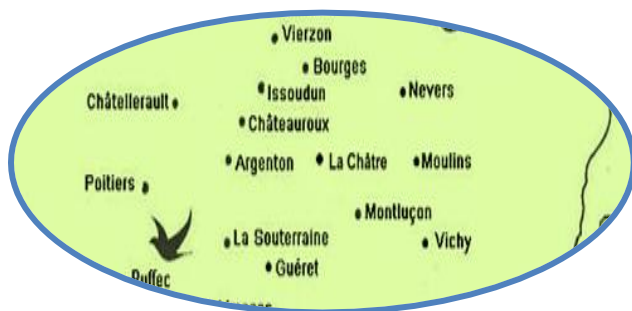 Vierzon
Bourges
Issoudun
Nevers
Châtellerault
Châteauroux
Argenton
La Châtre
Moulins
Poitiers
Montluçon
La Souterraine
Vichy
Guéret
Ruffec